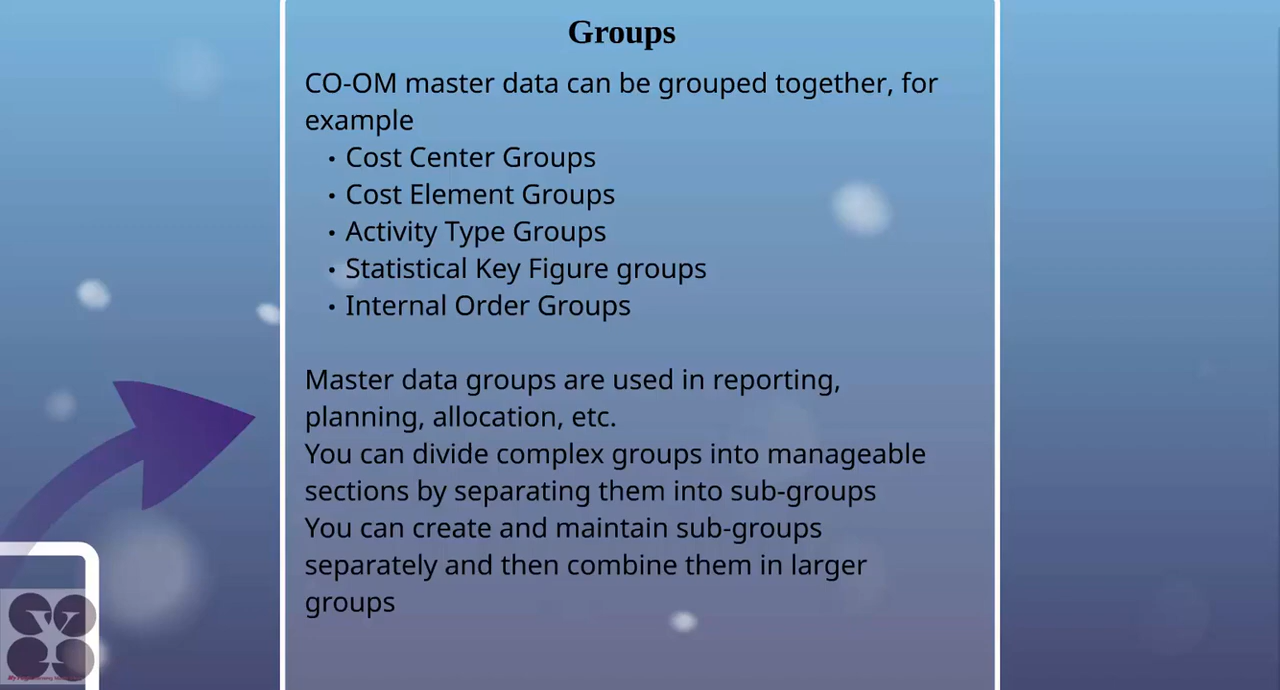 Groups
CO-OM master data can be grouped together, for
example
• Cost Center Groups
• Cost Element Groups
• Activity Type Groups
• Statistical Key Figure groups
• Internal Order Groups
Master data groups are used in reporting,
planning, allocation, etc.
You can divide complex groups into manageable
sections by separating them into sub-groups
You can create and maintain sub-groups
separately and then combine them in larger
groups